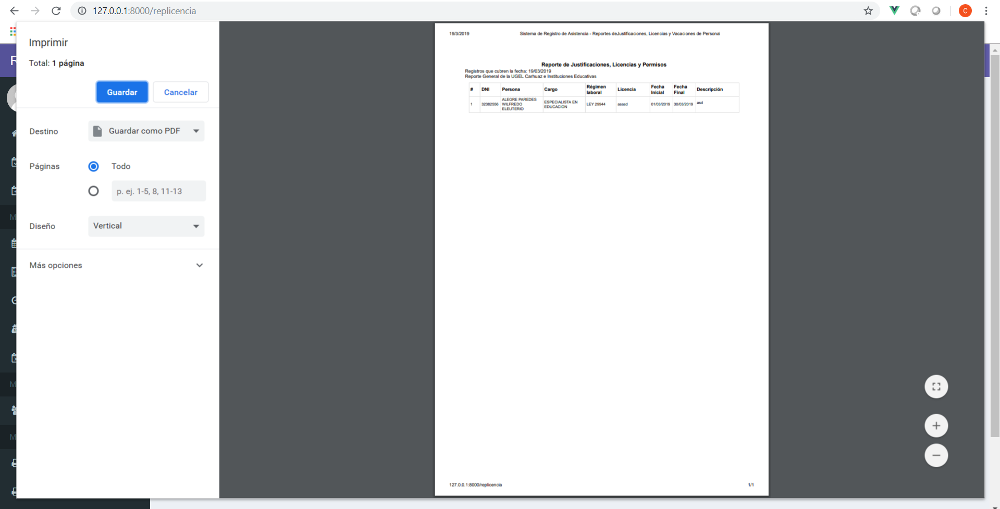 127.0.0.1:8000/replicencia
C
R
Imprimir
Total: 1 página
Guardar
Cancelar
Destino
Guardar como PDF
Páginas
Todo
p. ej. 1-5, 8, 11-13
Diseño
Vertical
Más opciones
M
M
M
19/3/2019 Sistema de Registro de Asistencia - Reportes deJustificaciones, Licencias y Vacaciones de Personal
Reporte de Justificaciones, Licencias y Permisos
Registros que cubren la fecha: 19/03/2019
Reporte General de la UGEL Carhuaz e Instituciones Educativas
# DNI Persona Cargo Régimen laboral Licencia Fecha Inicial Fecha Final Descripción
1 32382556 ALEGRE PAREDES WILFREDO ELEUTERIO ESPECIALISTA EN EDUCACION LEY 29944 asasd 01/03/2019 30/03/2019 asd
127.0.0.1:8000/replicencia 1/1